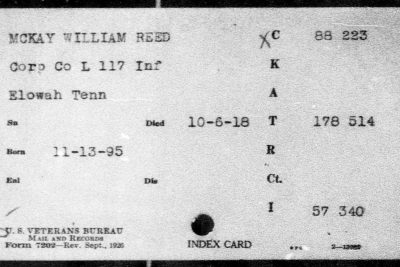 MCKAY WILLIAM REED XC 88 223
Corp Co L 117 Inf K
Elowah Tenn A
Sn Died 10-6-18 T 178 514
Born 11-13-95 R
Enl Dis Ct.
I 57 340
U. S. VETERANS BUREAU
MAIL AND RECORDS
Form 7202—Rev. Sept., 1926 INDEX CARD